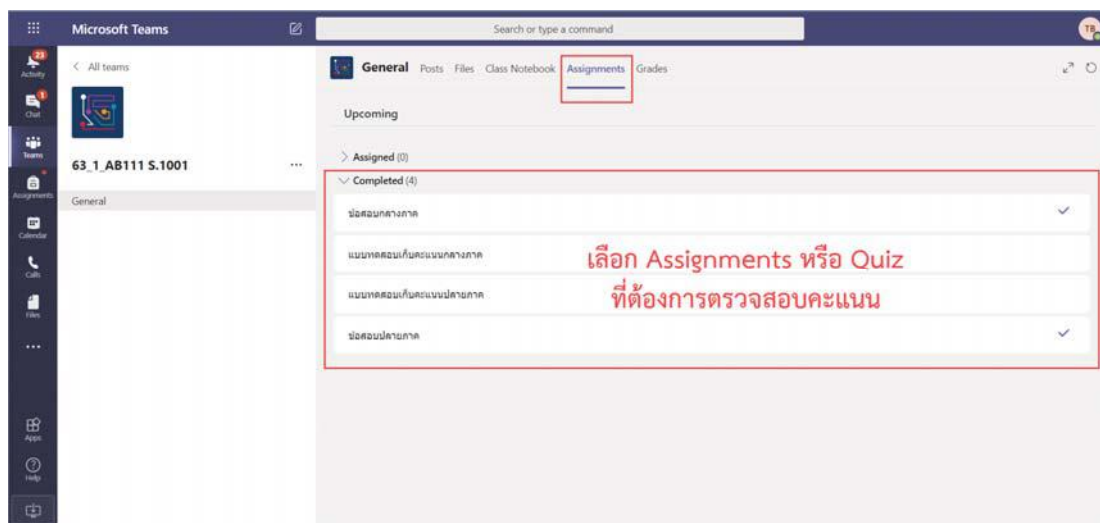 Microsoft Teams
Search or type a command
TB
23
Activity
1
Chat
Teams
Assignments
Calendar
Calls
Files
Apps
Help
All teams
63_1_AB111 S.1001
General
General Posts Files Class Notebook Assignments Grades
Upcoming
Assigned (0)
Completed (4)
ข้อสอบกลางภาค
แบบทดสอบเก็บคะแนนกลางภาค
แบบทดสอบเก็บคะแนนปลายภาค
ข้อสอบปลายภาค
เลือก Assignments หรือ Quiz
ที่ต้องการตรวจสอบคะแนน